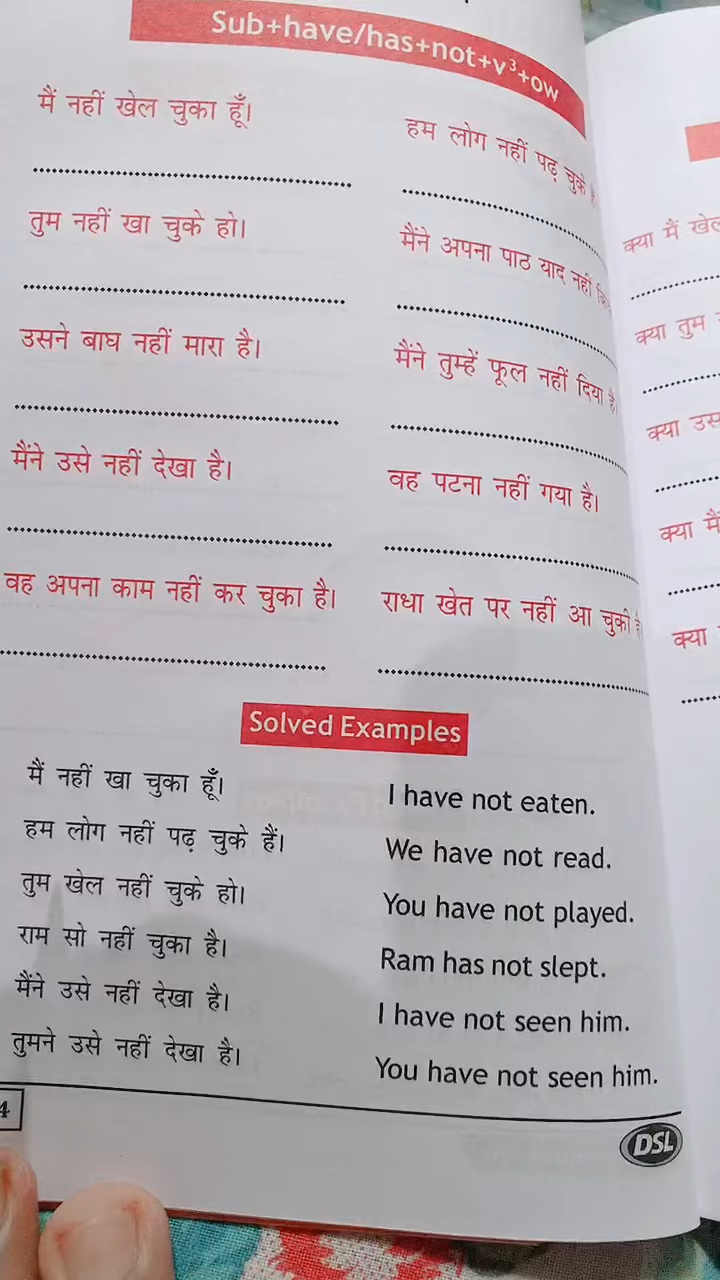 Sub+have/has+not+v³+ow
मैं नहीं खेल चुका हूँ।
हम लोग नहीं पढ़ चुके
तुम नहीं खा चुके हो।
मैंने अपना पाठ याद नहीं
उसने बाघ नहीं मारा है।
मैंने तुम्हें फूल नहीं दिया है।
मैंने उसे नहीं देखा है।
वह पटना नहीं गया है।
वह अपना काम नहीं कर चुका है।
राधा खेत पर नहीं आ चुकी
Solved Examples
मैं नहीं खा चुका हूँ।
I have not eaten.
हम लोग नहीं पढ़ चुके हैं।
We have not read.
तुम खेल नहीं चुके हो।
You have not played.
राम सो नहीं चुका है।
Ram has not slept.
मैंने उसे नहीं देखा है।
I have not seen him.
तुमने उसे नहीं देखा है।
You have not seen him.
4
DSL
क्या मैं खेल
क्या तुम
क्या उस
क्या मैं
क्या